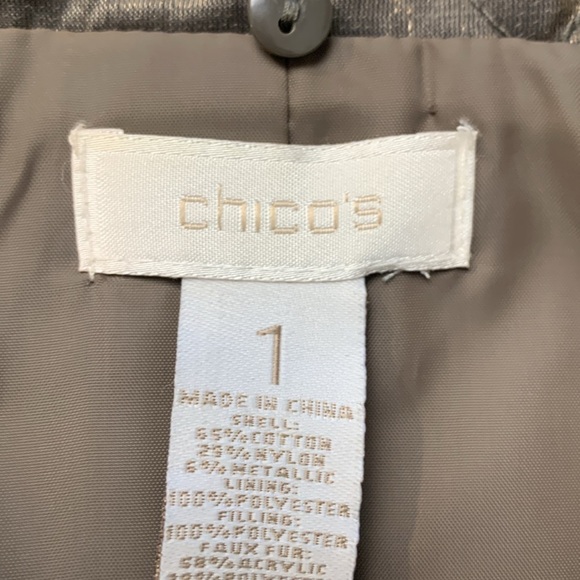 chico's
1
MADE IN CHINA
SHELL:
65%COTTON
29%NYLON
6%METALLIC
LINING:
100%POLYESTER
FILLING:
100%POLYESTER
FAUX FUR:
68%ACRYLIC